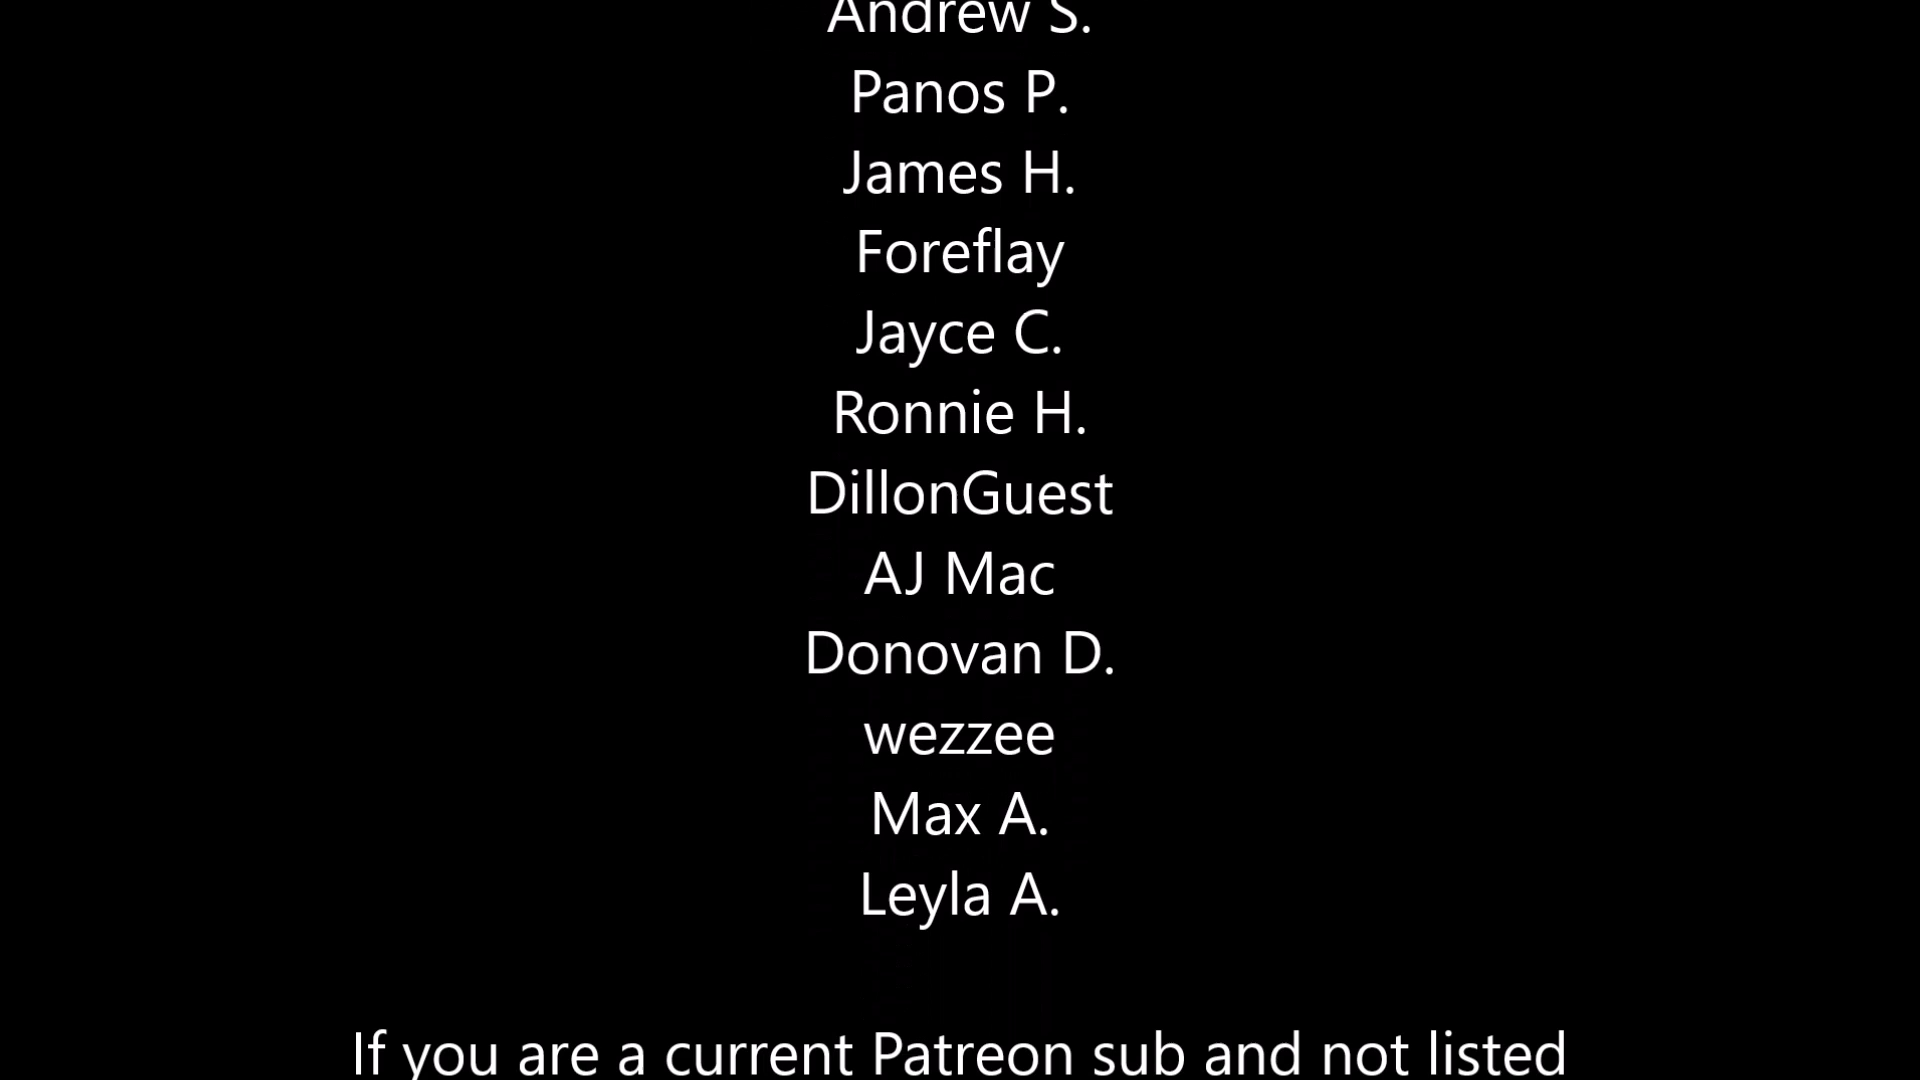 Andrew S.
Panos P.
James H.
Foreflay
Jayce C.
Ronnie H.
DillonGuest
AJ Mac
Donovan D.
wezzee
Max A.
Leyla A.
If you are a current Patreon sub and not listed